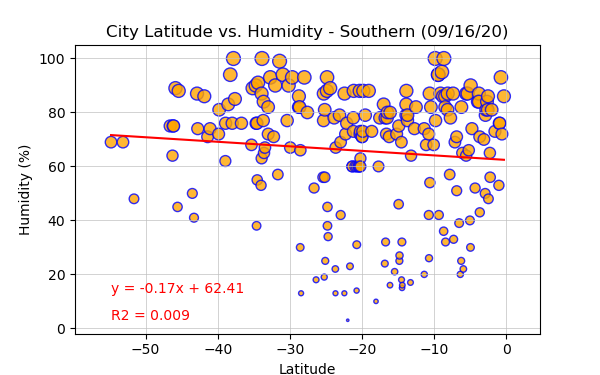 City Latitude vs. Humidity - Southern (09/16/20)
Humidity (%)
100
80
60
40
20
0
y = -0.17x + 62.41
R2 = 0.009
−50
−40
−30
−20
−10
0
Latitude